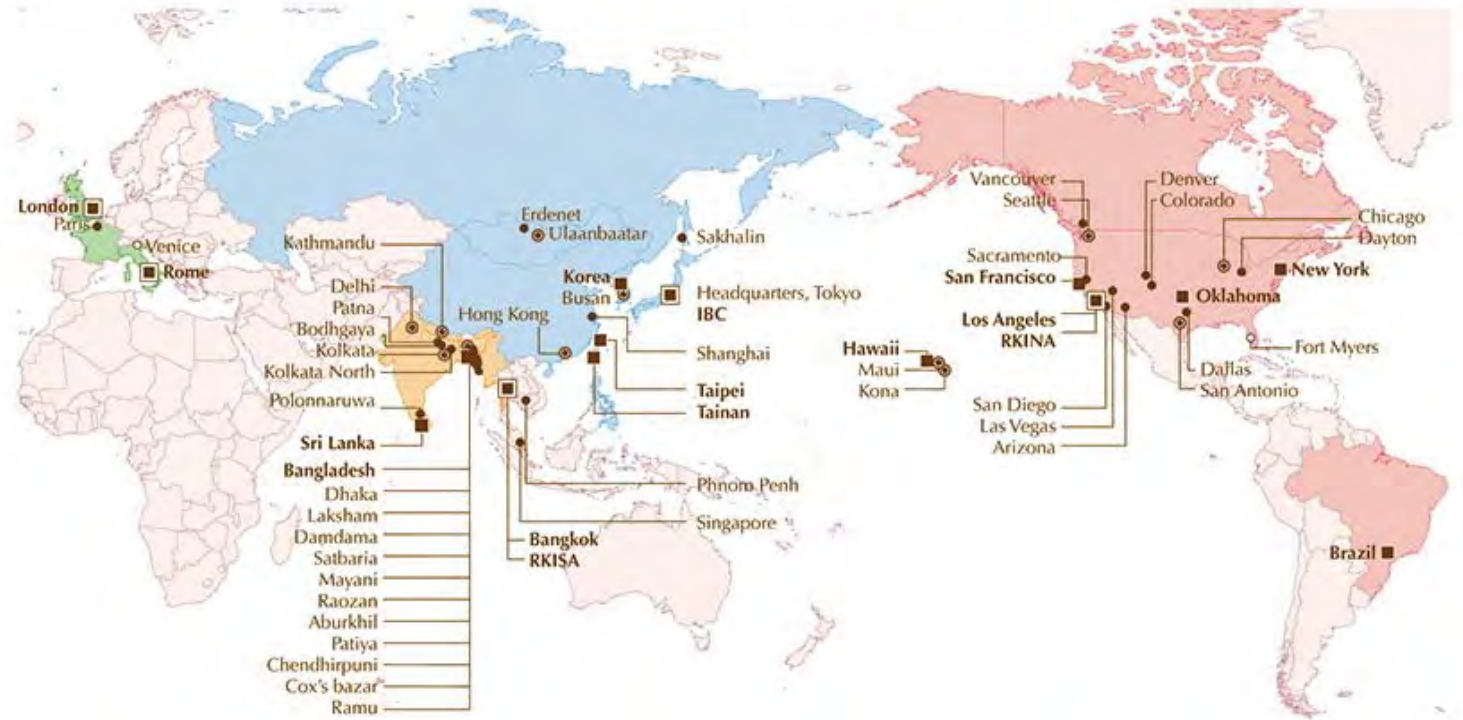 London
Paris
Venice
Rome
Kathmandu
Delhi
Patna
Bodhgaya
Kolkata
Kolkata North
Polonnaruwa
Sri Lanka
Bangladesh
Dhaka
Laksham
Damdama
Satbaria
Mayani
Raozan
Aburkhil
Patiya
Chendhirpuni
Cox's bazar
Ramu
Erdenet
Ulaanbaatar
Sakhalin
Korea
Busan
Headquarters, Tokyo
IBC
Hong Kong
Shanghai
Taipei
Tainan
Phnom Penh
Singapore
Bangkok
RKISA
Hawaii
Maui
Kona
Vancouver
Seattle
Sacramento
San Francisco
Los Angeles
RKINA
San Diego
Las Vegas
Arizona
Denver
Colorado
Chicago
Dayton
New York
Oklahoma
Fort Myers
Dallas
San Antonio
Brazil